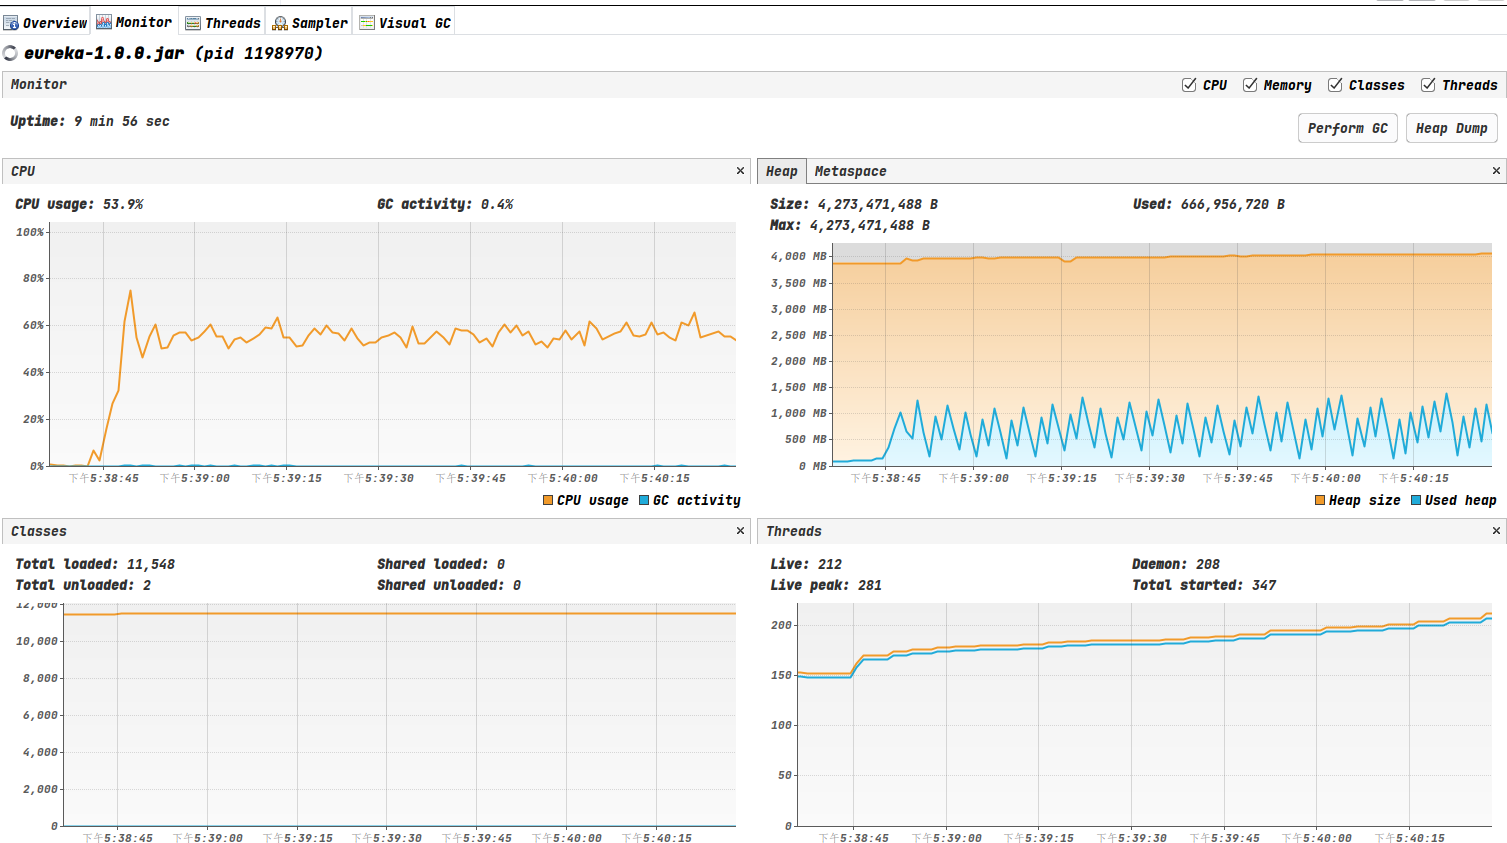 Overview Monitor Threads Sampler Visual GC
eureka-1.0.0.jar (pid 1198970)
Monitor CPU Memory Classes Threads
Uptime: 9 min 56 sec
Perform GC Heap Dump
CPU
CPU usage: 53.9% GC activity: 0.4%
100%
80%
60%
40%
20%
0%
下午5:38:45 下午5:39:00 下午5:39:15 下午5:39:30 下午5:39:45 下午5:40:00 下午5:40:15
CPU usage GC activity
Heap Metaspace
Size: 4,273,471,488 B Used: 666,956,720 B
Max: 4,273,471,488 B
4,000 MB
3,500 MB
3,000 MB
2,500 MB
2,000 MB
1,500 MB
1,000 MB
500 MB
0 MB
下午5:38:45 下午5:39:00 下午5:39:15 下午5:39:30 下午5:39:45 下午5:40:00 下午5:40:15
Heap size Used heap
Classes
Total loaded: 11,548 Shared loaded: 0
Total unloaded: 2 Shared unloaded: 0
12,000
10,000
8,000
6,000
4,000
2,000
0
下午5:38:45 下午5:39:00 下午5:39:15 下午5:39:30 下午5:39:45 下午5:40:00 下午5:40:15
Threads
Live: 212 Daemon: 208
Live peak: 281 Total started: 347
200
150
100
50
0
下午5:38:45 下午5:39:00 下午5:39:15 下午5:39:30 下午5:39:45 下午5:40:00 下午5:40:15